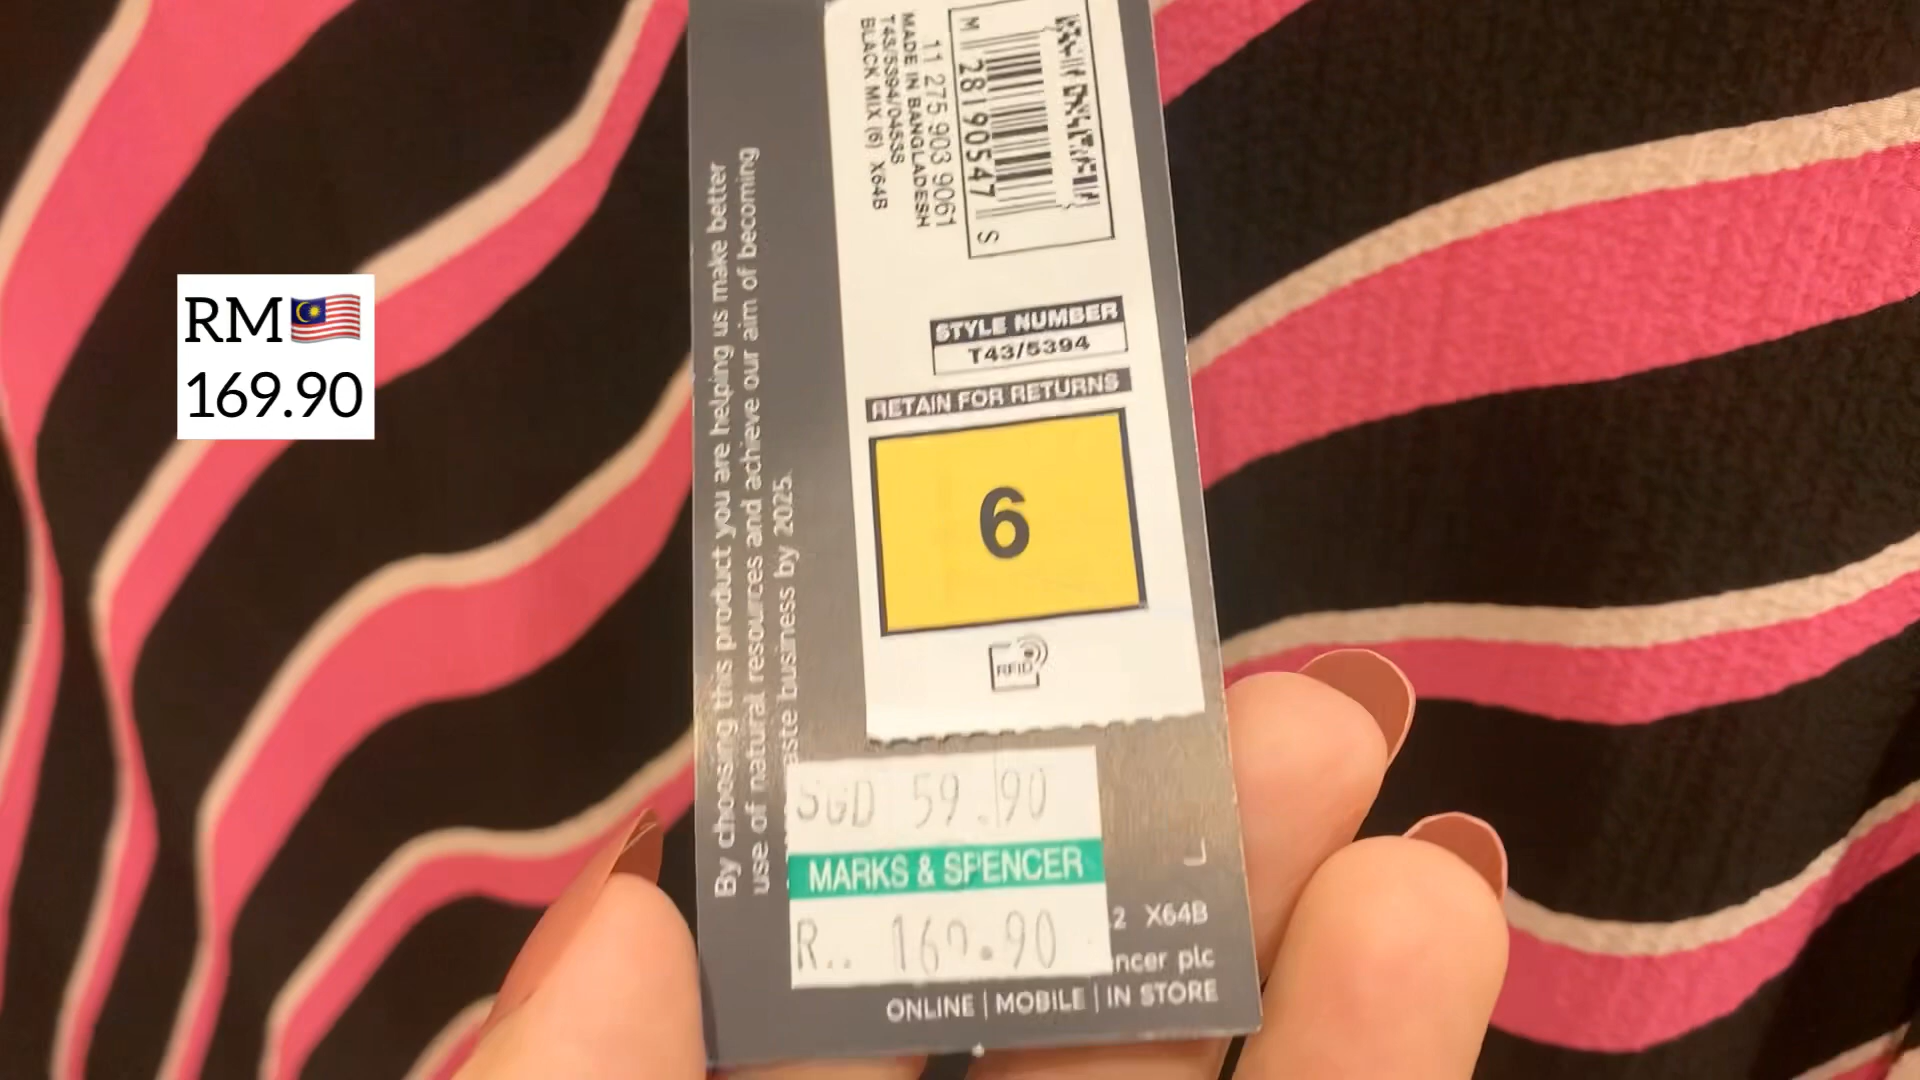 RM🇲🇾
169.90
M 28190547 S
11 275 903 9061
MADE IN BANGLADESH
T43/5394/0455S
BLACK MIX (6) X64B
STYLE NUMBER
T43/5394
RETAIN FOR RETURNS
6
RFID
By choosing this product you are helping us make better
use of natural resources and achieve our aim of becoming
aste business by 2025.
SGD 59.90
MARKS & SPENCER
R.. 169.90
2 X64B
ncer plc
ONLINE | MOBILE | IN STORE